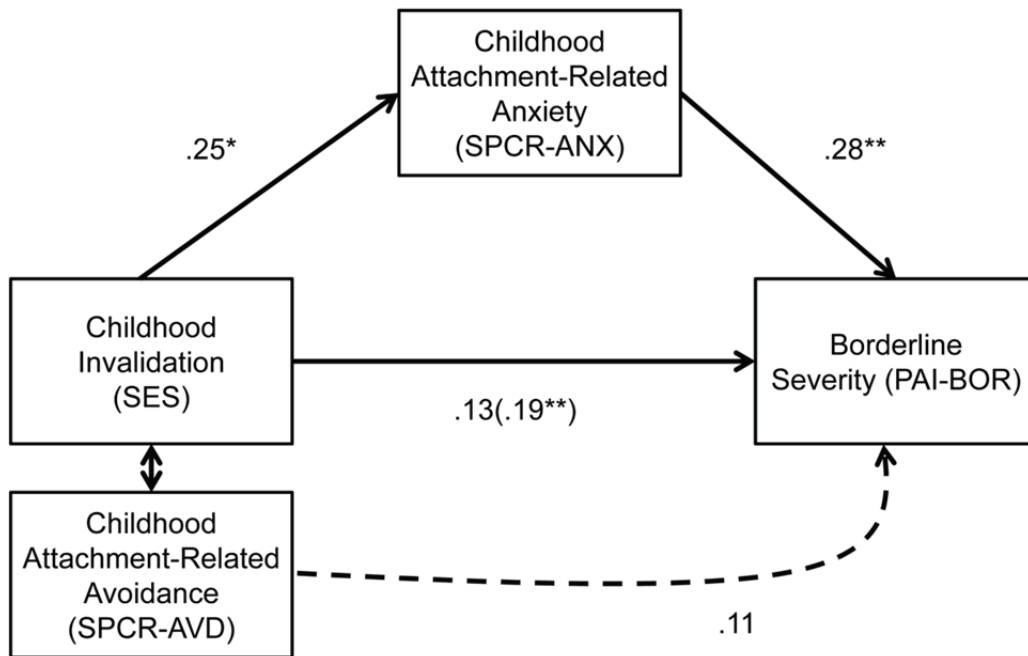 Childhood
Attachment-Related
Anxiety
(SPCR-ANX)
.25*
.28**
Childhood
Invalidation
(SES)
Borderline
Severity (PAI-BOR)
.13(.19**)
Childhood
Attachment-Related
Avoidance
(SPCR-AVD)
.11